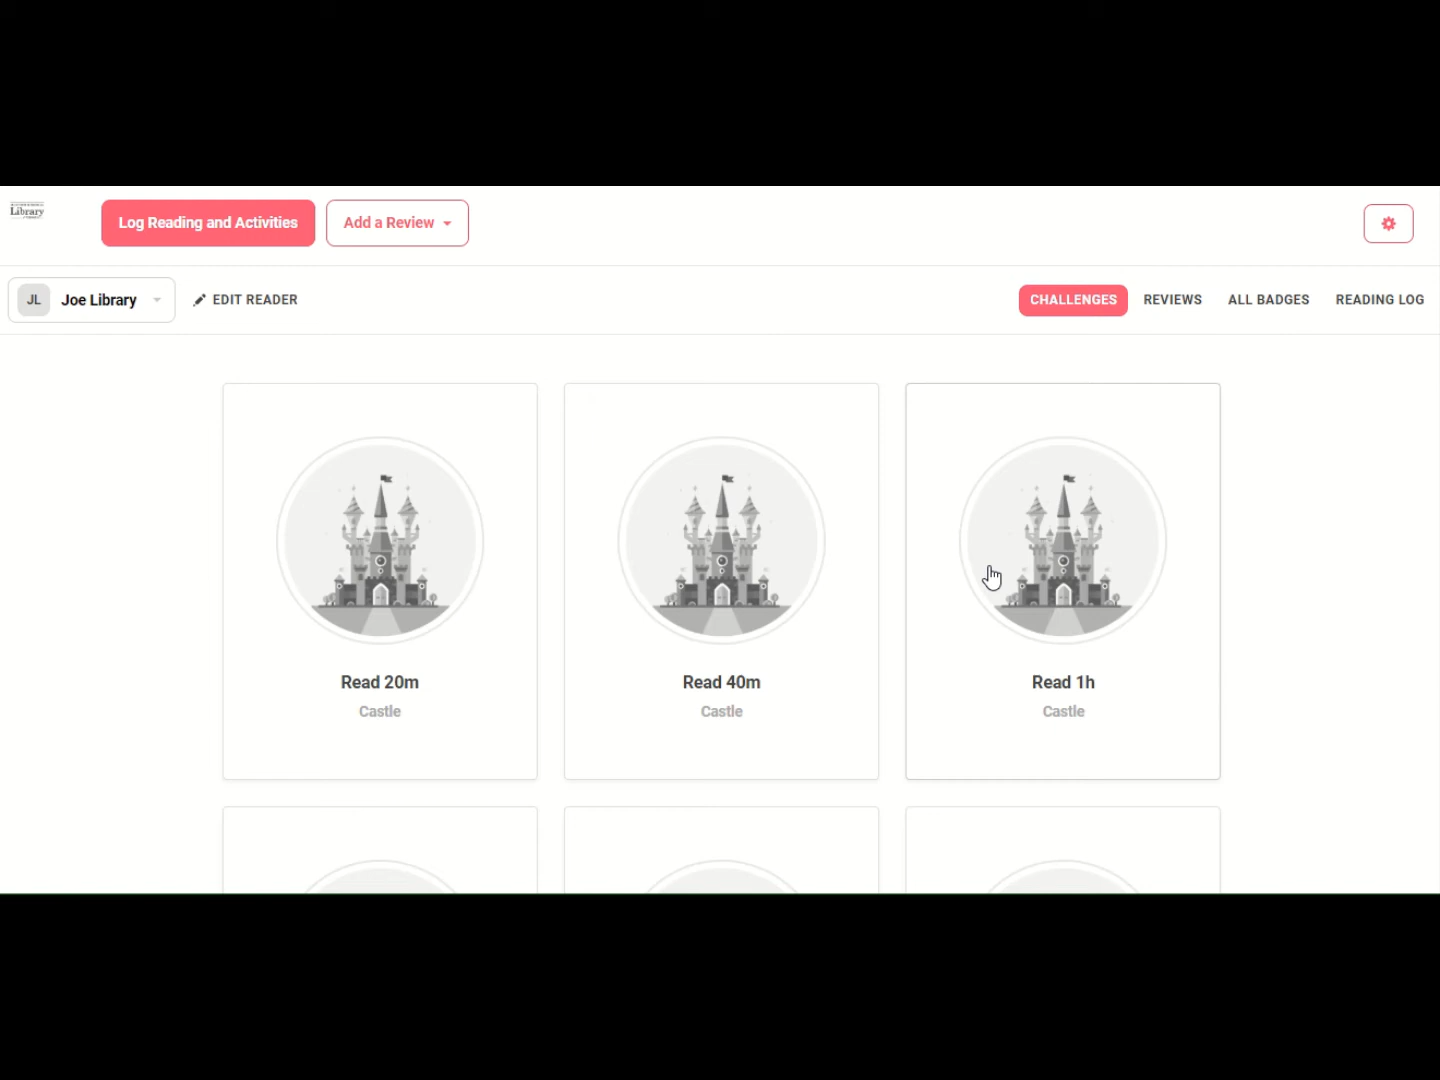 Library
Log Reading and Activities
Add a Review
JL
Joe Library
EDIT READER
CHALLENGES
REVIEWS
ALL BADGES
READING LOG
Read 20m
Castle
Read 40m
Castle
Read 1h
Castle